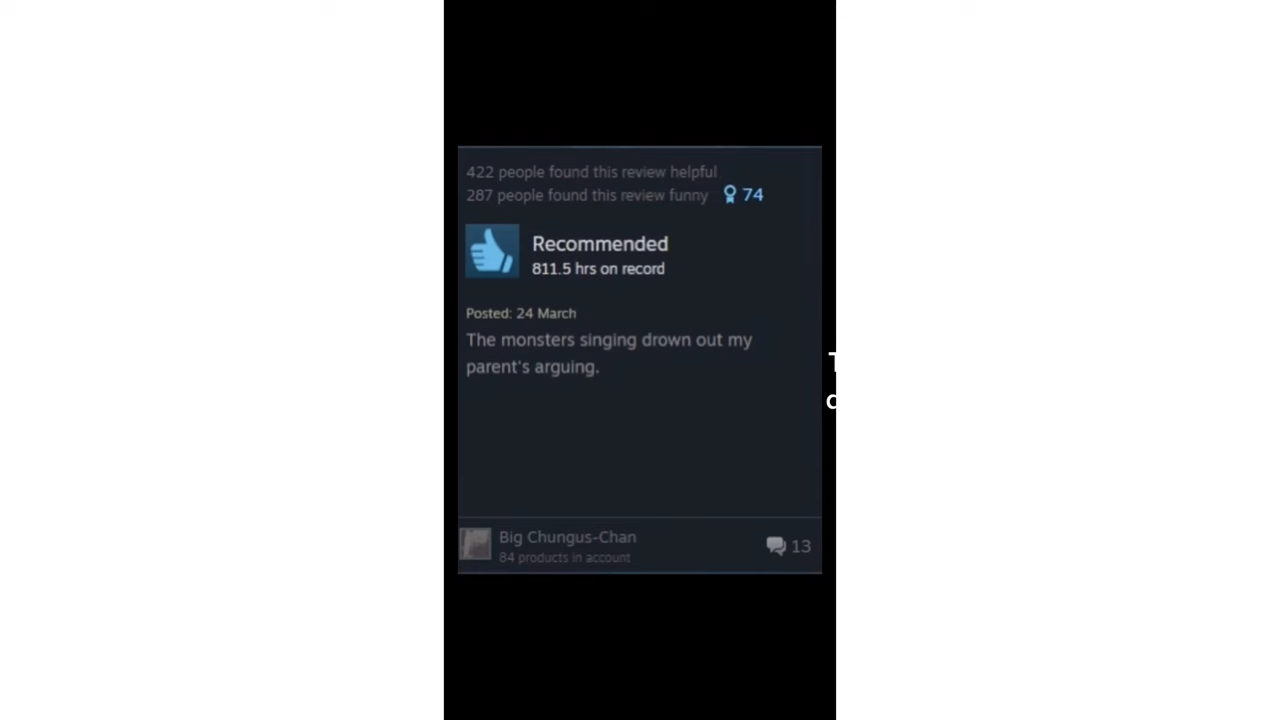 422 people found this review helpful
287 people found this review funny 74
Recommended
811.5 hrs on record
Posted: 24 March
The monsters singing drown out my
parent's arguing.
Big Chungus-Chan
13
84 products in account